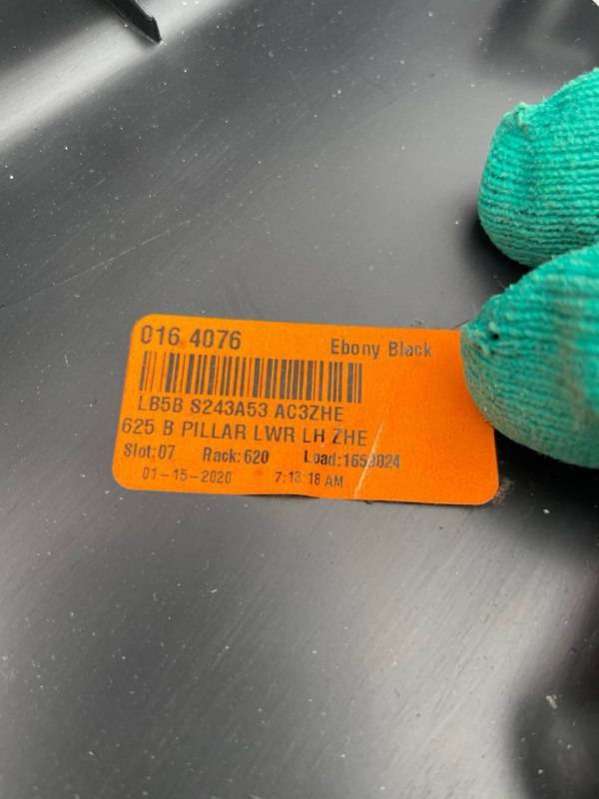 016 4076 Ebony Black
LB5B S243A53 AC3ZHE
625 B PILLAR LWR LH ZHE
Slot:07 Rack:620 Load:1659824
01-15-2020 7:13:18 AM